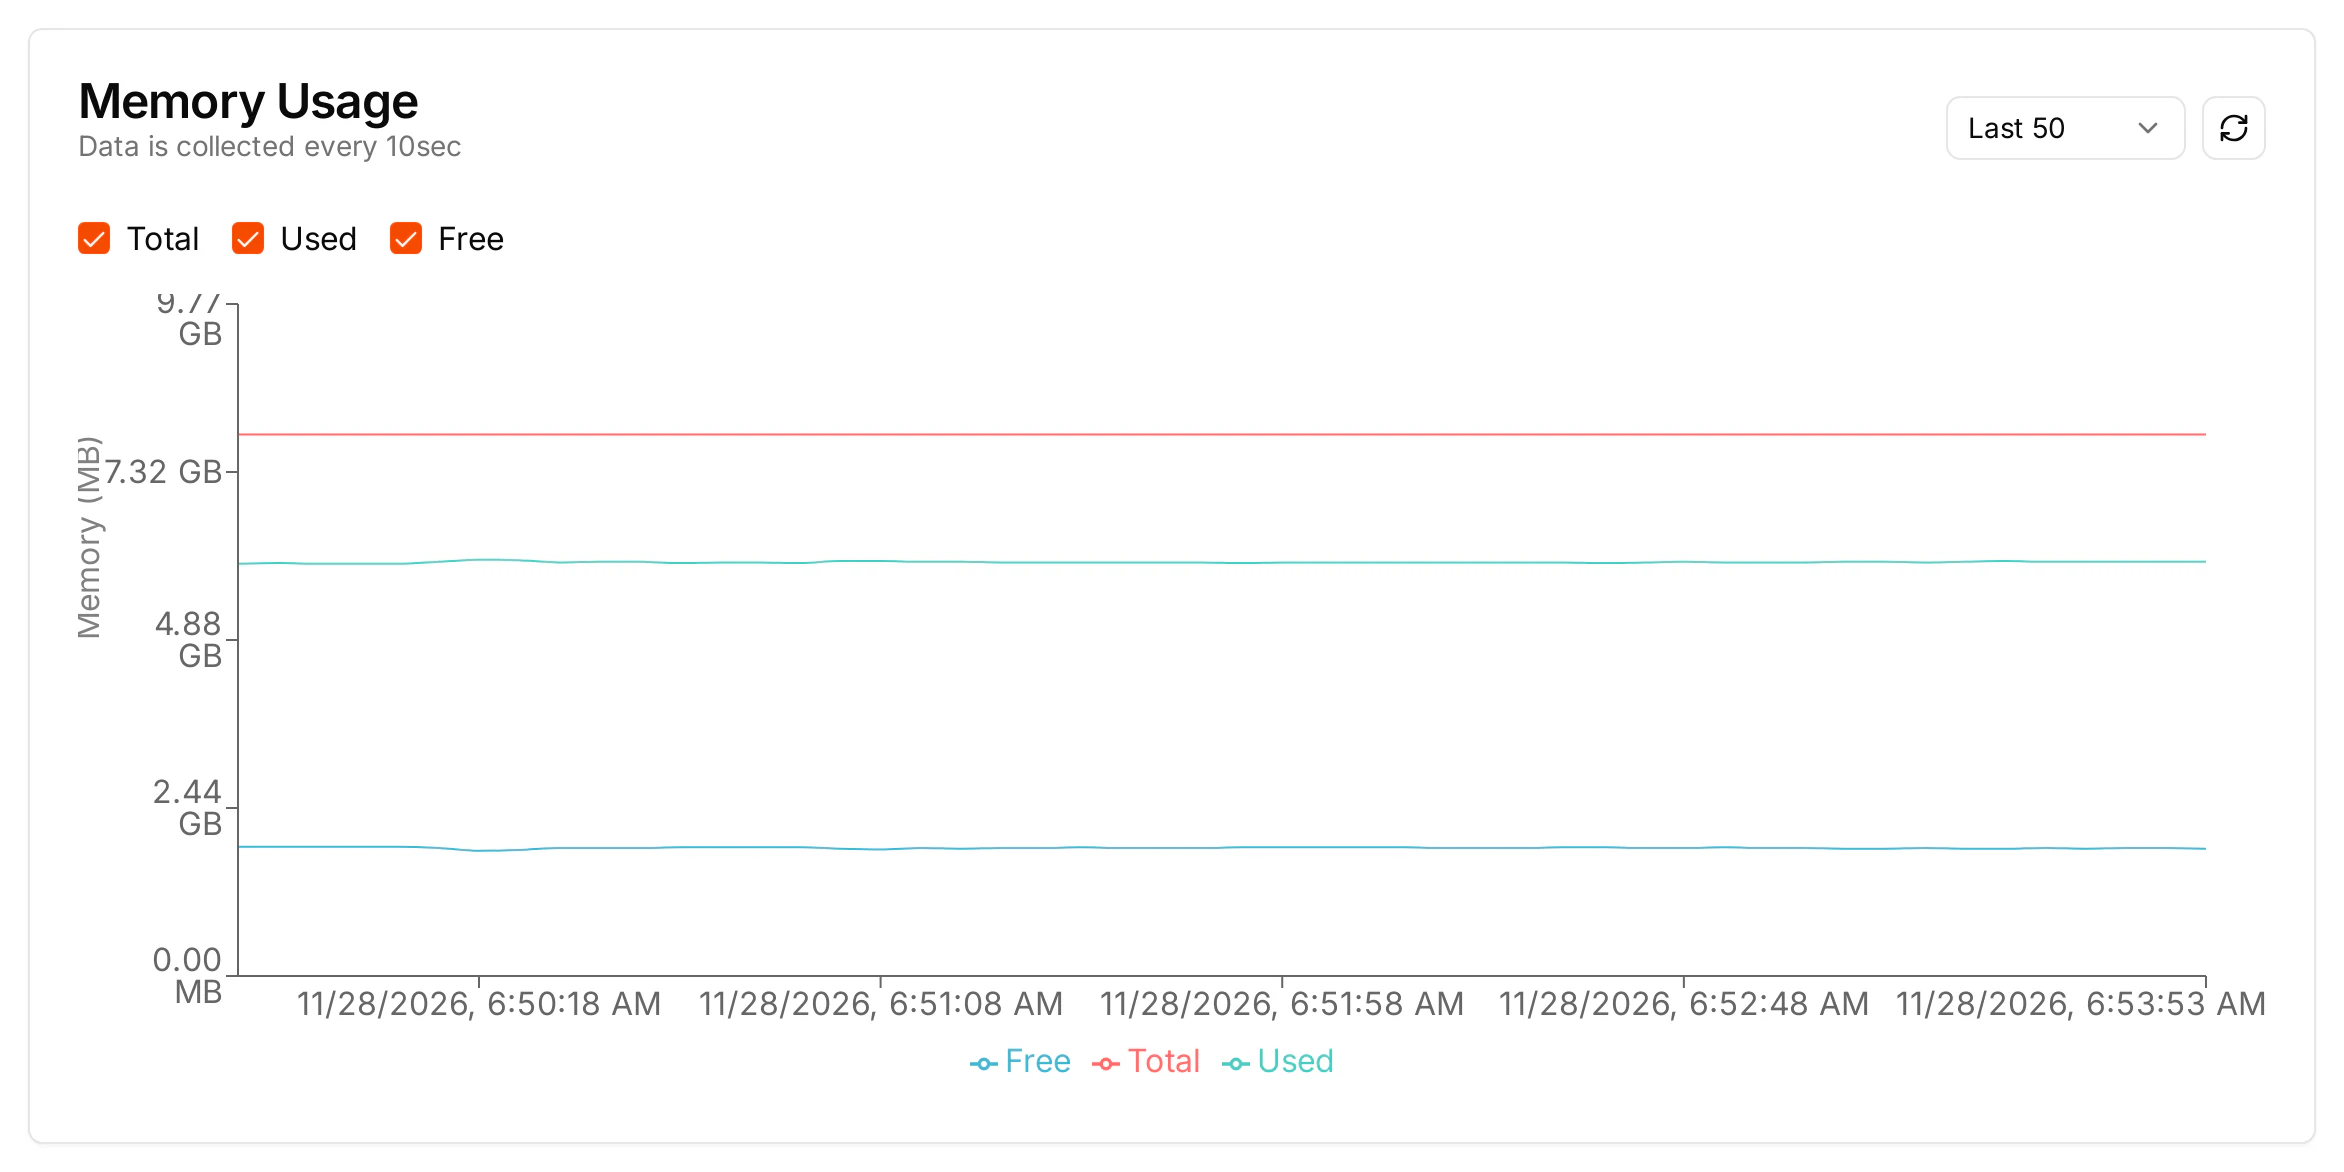 Memory Usage
Data is collected every 10sec
Last 50
Total
Used
Free
9.77
GB
7.32 GB
4.88
GB
2.44
GB
0.00
MB
Memory (MB)
11/28/2026, 6:50:18 AM
11/28/2026, 6:51:08 AM
11/28/2026, 6:51:58 AM
11/28/2026, 6:52:48 AM
11/28/2026, 6:53:53 AM
Free
Total
Used